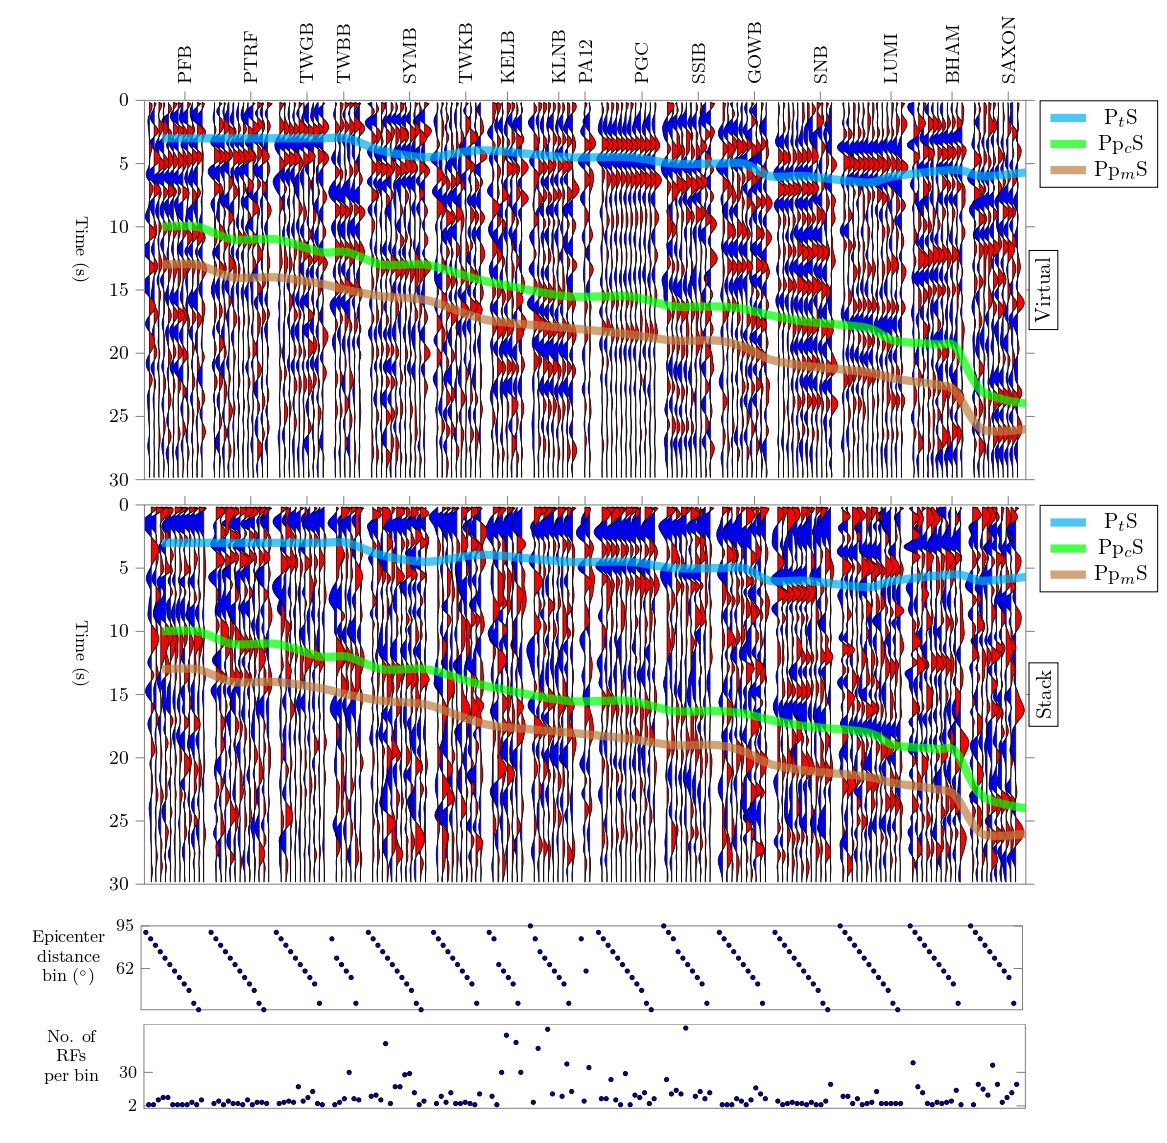 PFB PTRF TWGB TWBB SYMB TWKB KELB KLNB PA12 PGC SSIB GOWB SNB LUMI BHAM SAXON
0
5
10
15
20
25
30
Time (s)
PₜS
Pp꜀S
PpₘS
Virtual
0
5
10
15
20
25
30
Time (s)
PₜS
Pp꜀S
PpₘS
Stack
Epicenter
distance
bin (°)
95
62
No. of
RFs
per bin
30
2